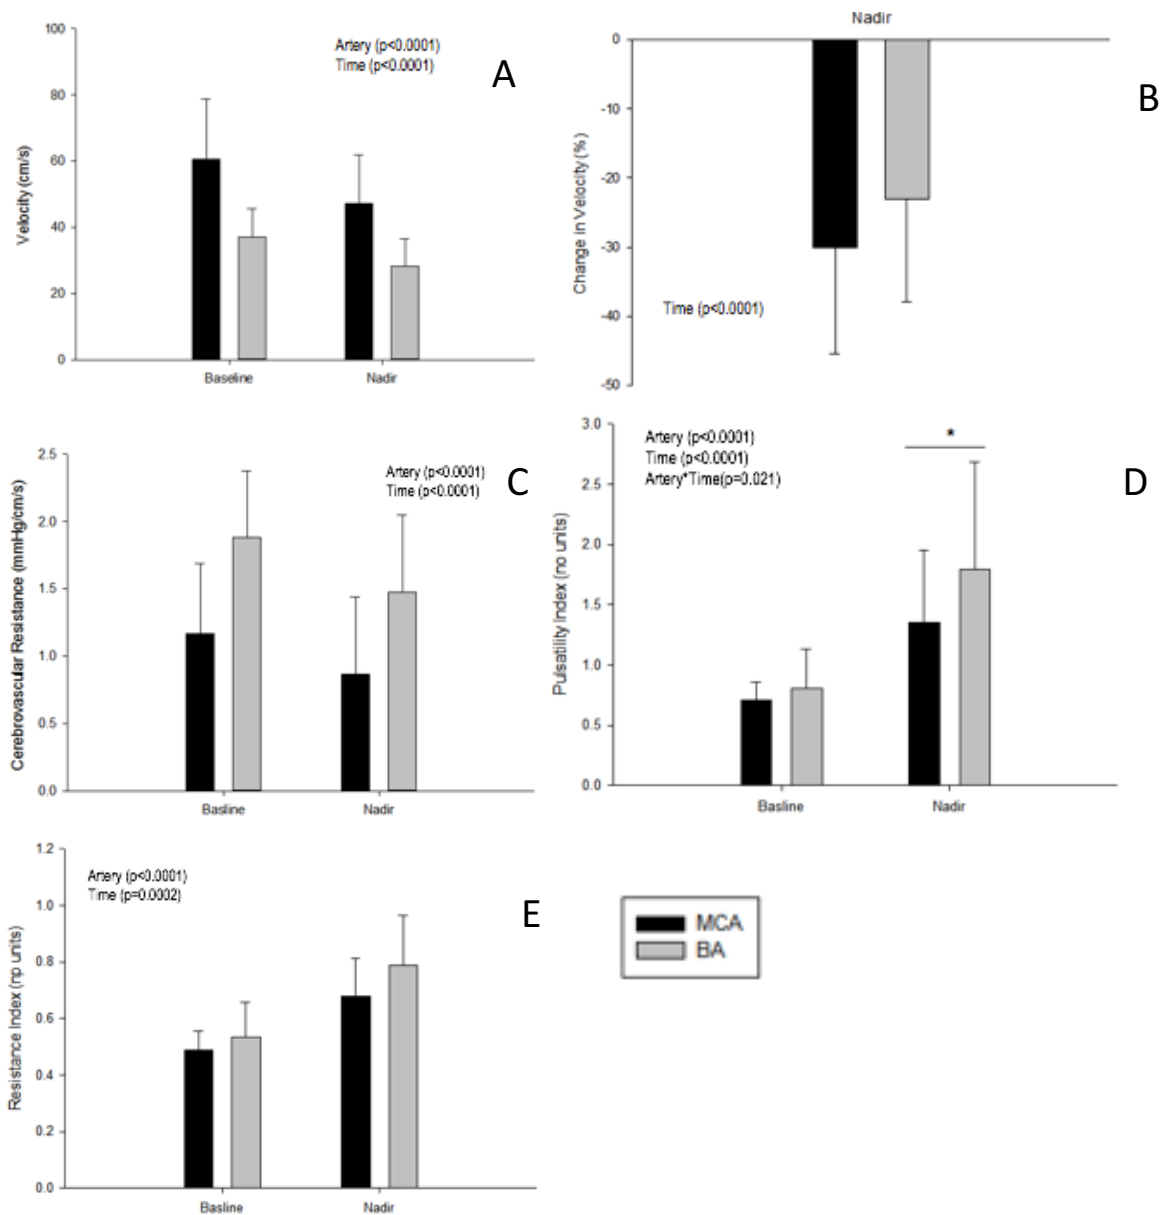 100
80
60
40
20
0
Velocity (cm/s)
Artery (p<0.0001)
Time (p<0.0001)
A
Baseline
Nadir
Nadir
0
-10
-20
-30
-40
-50
Change in Velocity (%)
Time (p<0.0001)
B
2.5
2.0
1.5
1.0
0.5
0.0
Cerebrovascular Resistance (mmHg/cm/s)
Artery (p<0.0001)
Time (p<0.0001)
C
Basline
Nadir
3.0
2.5
2.0
1.5
1.0
0.5
0.0
Pulsatility Index (no units)
Artery (p<0.0001)
Time (p<0.0001)
Artery*Time(p=0.021)
*
D
Basline
Nadir
1.2
1.0
0.8
0.6
0.4
0.2
0.0
Resistance Index (np units)
Artery (p<0.0001)
Time (p=0.0002)
E
Basline
Nadir
MCA
BA